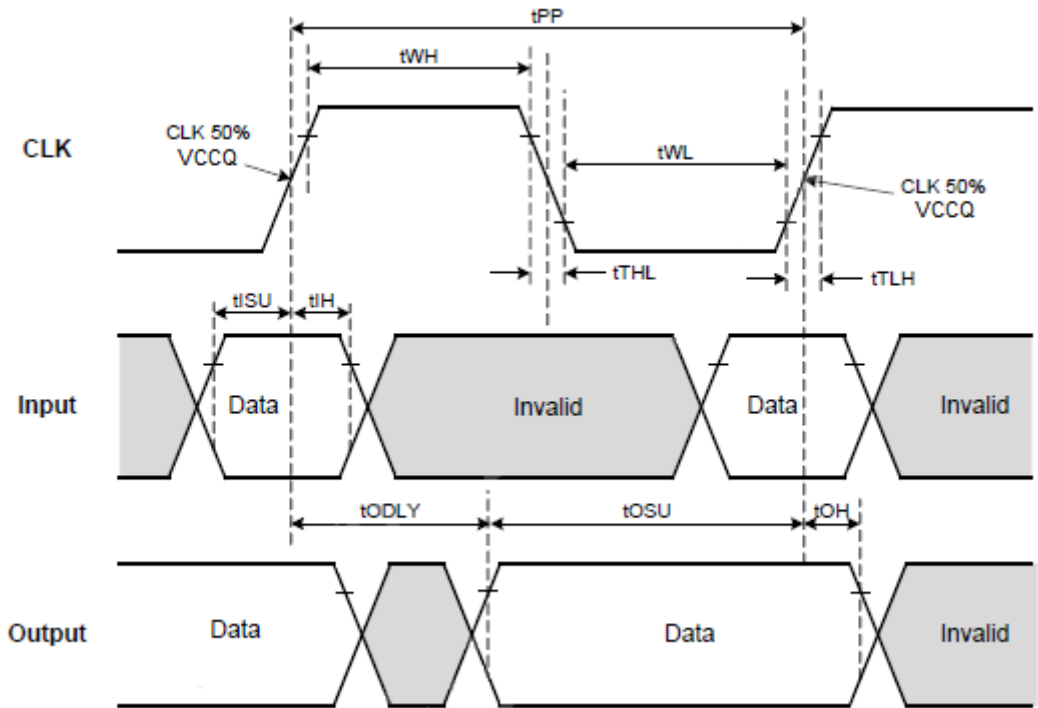 tPP
tWH
CLK
CLK 50%
VCCQ
tWL
CLK 50%
VCCQ
tTHL
tTLH
tISU
tIH
Input
Data
Invalid
Data
Invalid
tODLY
tOSU
tOH
Output
Data
Data
Invalid